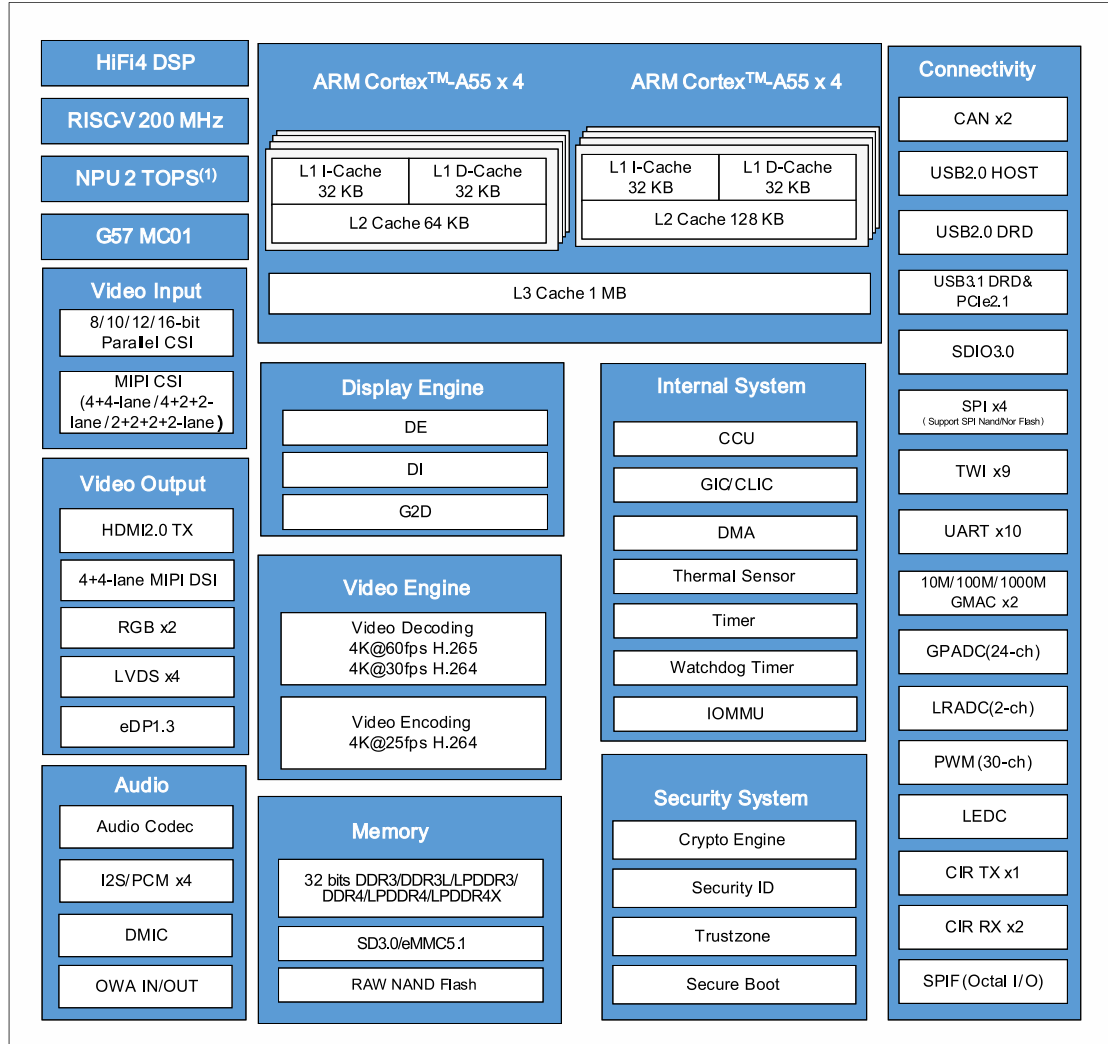 HiFi4 DSP
RISC-V 200 MHz
NPU 2 TOPS(1)
G57 MC01
Video Input
8/10/12/16-bit
Parallel CSI
MIPI CSI
(4+4-lane/4+2+2-
lane/2+2+2+2-lane)
Video Output
HDMI2.0 TX
4+4-lane MIPI DSI
RGB x2
LVDS x4
eDP1.3
Audio
Audio Codec
I2S/PCM x4
DMIC
OWA IN/OUT
ARM Cortex™-A55 x 4
L1 I-Cache
32 KB
L1 D-Cache
32 KB
L2 Cache 64 KB
ARM Cortex™-A55 x 4
L1 I-Cache
32 KB
L1 D-Cache
32 KB
L2 Cache 128 KB
L3 Cache 1 MB
Display Engine
DE
DI
G2D
Video Engine
Video Decoding
4K@60fps H.265
4K@30fps H.264
Video Encoding
4K@25fps H.264
Memory
32 bits DDR3/DDR3L/LPDDR3/
DDR4/LPDDR4/LPDDR4X
SD3.0/eMMC5.1
RAW NAND Flash
Internal System
CCU
GIC/CLIC
DMA
Thermal Sensor
Timer
Watchdog Timer
IOMMU
Security System
Crypto Engine
Security ID
Trustzone
Secure Boot
Connectivity
CAN x2
USB2.0 HOST
USB2.0 DRD
USB3.1 DRD&
PCIe2.1
SDIO3.0
SPI x4
(Support SPI Nand/Nor Flash)
TWI x9
UART x10
10M/100M/1000M
GMAC x2
GPADC(24-ch)
LRADC(2-ch)
PWM (30-ch)
LEDC
CIR TX x1
CIR RX x2
SPIF(Octal I/O)